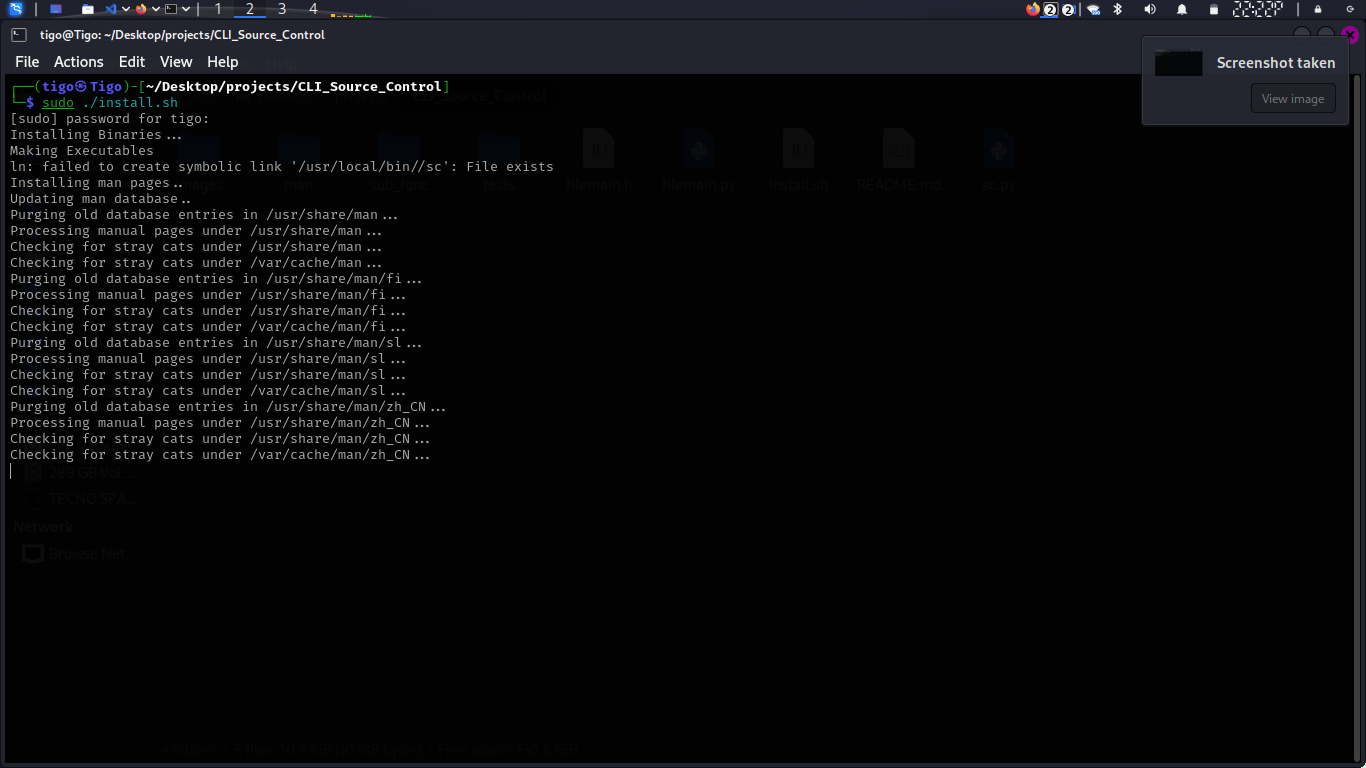 1 2 3 4
2 2
tigo@Tigo: ~/Desktop/projects/CLI_Source_Control
File Actions Edit View Help
Screenshot taken
View image
┌──(tigo㉿Tigo)-[~/Desktop/projects/CLI_Source_Control]
└─$ sudo ./install.sh
[sudo] password for tigo:
Installing Binaries...
Making Executables
ln: failed to create symbolic link '/usr/local/bin//sc': File exists
Installing man pages..
Updating man database..
Purging old database entries in /usr/share/man...
Processing manual pages under /usr/share/man...
Checking for stray cats under /usr/share/man...
Checking for stray cats under /var/cache/man...
Purging old database entries in /usr/share/man/fi...
Processing manual pages under /usr/share/man/fi...
Checking for stray cats under /usr/share/man/fi...
Checking for stray cats under /var/cache/man/fi...
Purging old database entries in /usr/share/man/sl...
Processing manual pages under /usr/share/man/sl...
Checking for stray cats under /usr/share/man/sl...
Checking for stray cats under /var/cache/man/sl...
Purging old database entries in /usr/share/man/zh_CN...
Processing manual pages under /usr/share/man/zh_CN...
Checking for stray cats under /usr/share/man/zh_CN...
Checking for stray cats under /var/cache/man/zh_CN...
images man sub_func tests filemain.h filemain.py install.sh README.md sc.py
289 GB Vol...
TECNO SPA...
Network
Browse Net...